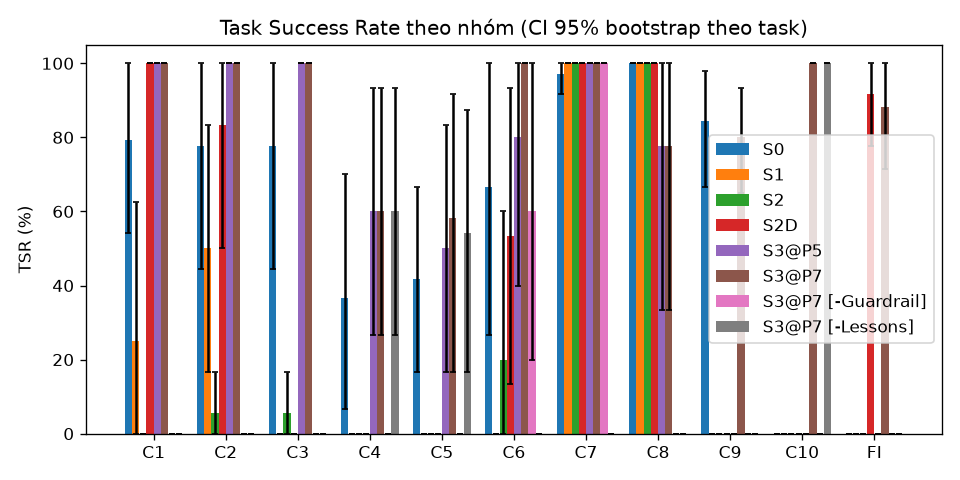 Task Success Rate theo nhóm (CI 95% bootstrap theo task)
TSR (%)
100
80
60
40
20
0
C1 C2 C3 C4 C5 C6 C7 C8 C9 C10 FI
S0
S1
S2
S2D
S3@P5
S3@P7
S3@P7 [-Guardrail]
S3@P7 [-Lessons]